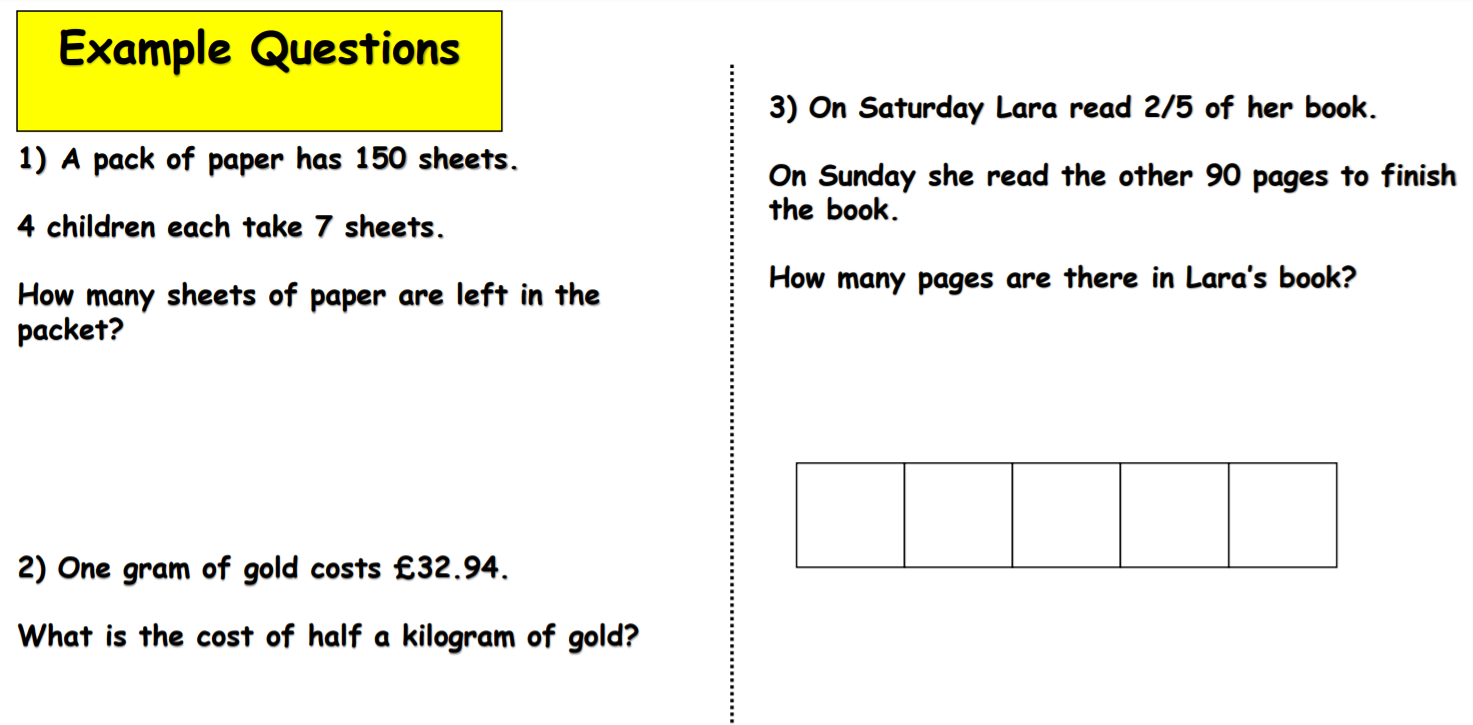 Example Questions
1) A pack of paper has 150 sheets.
4 children each take 7 sheets.
How many sheets of paper are left in the
packet?
2) One gram of gold costs £32.94.
What is the cost of half a kilogram of gold?
3) On Saturday Lara read 2/5 of her book.
On Sunday she read the other 90 pages to finish
the book.
How many pages are there in Lara's book?